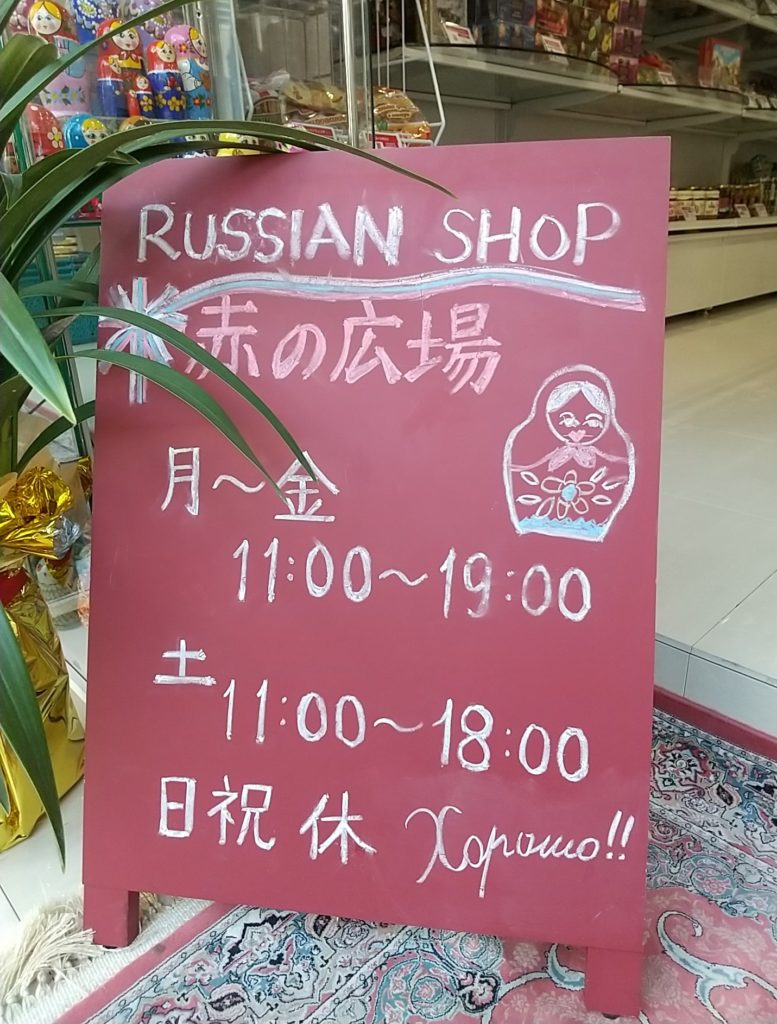 RUSSIAN SHOP
赤の広場
月～金
11:00～19:00
土
11:00～18:00
日祝 休 Хорошо!!